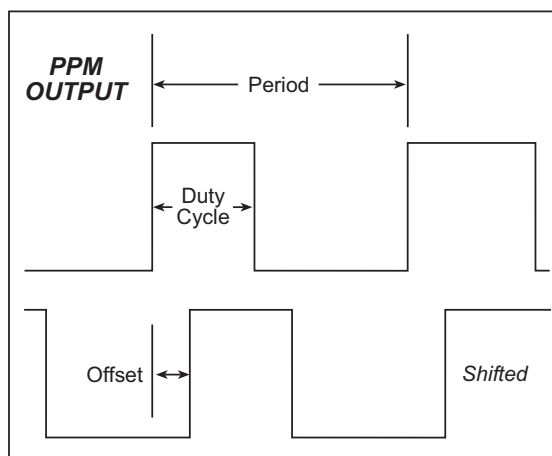 PPM
OUTPUT
Period
Duty
Cycle
Offset
Shifted